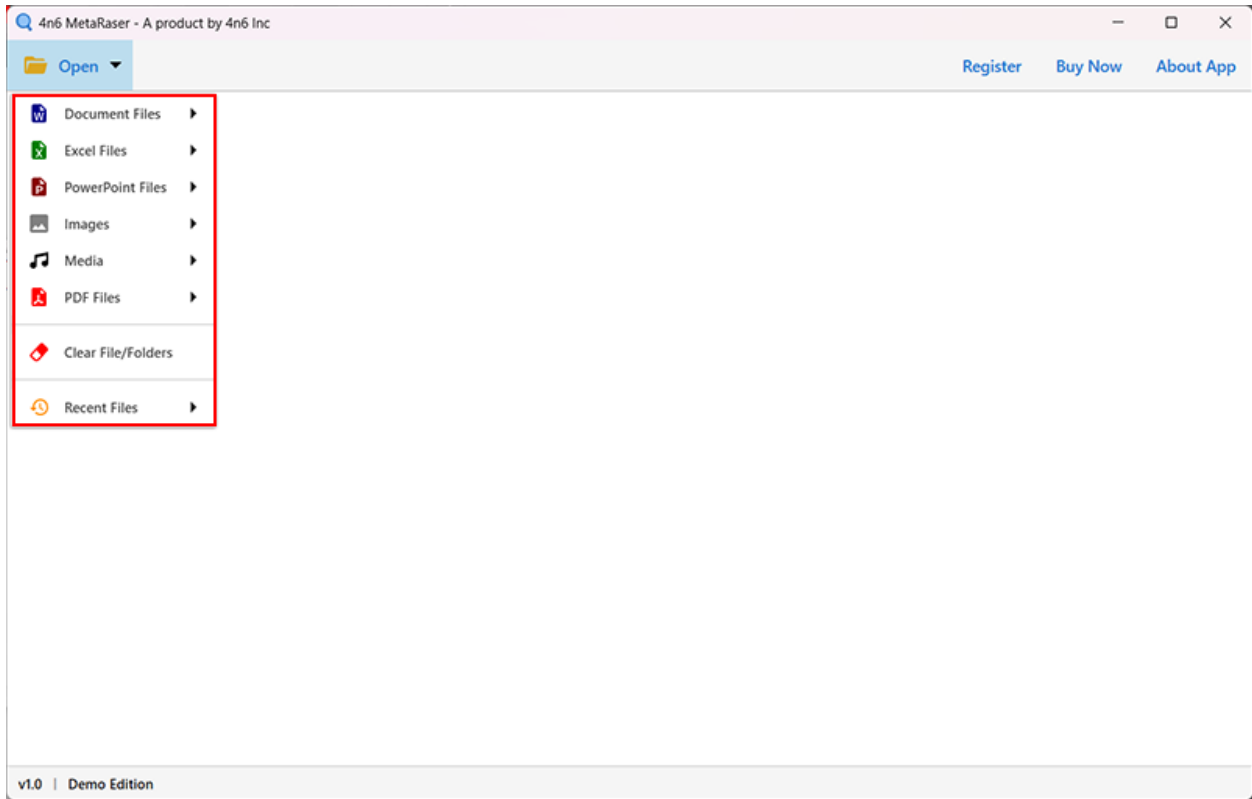 4n6 MetaRaser - A product by 4n6 Inc
Open Register Buy Now About App
Document Files
Excel Files
PowerPoint Files
Images
Media
PDF Files
Clear File/Folders
Recent Files
v1.0 | Demo Edition